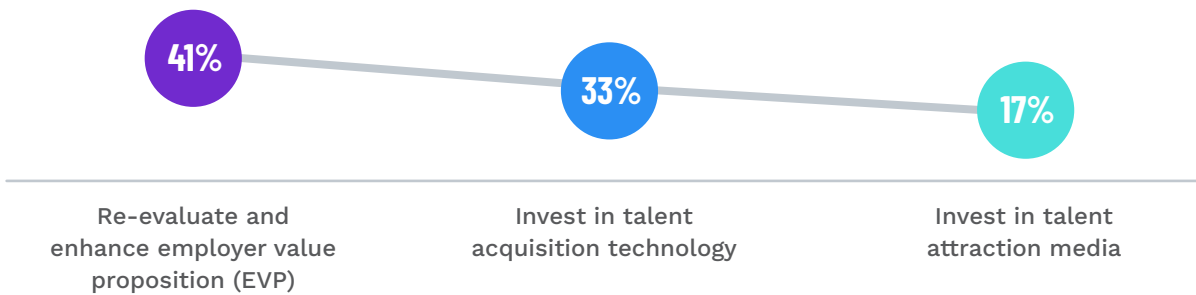 41%
33%
17%
Re-evaluate and
enhance employer value
proposition (EVP)
Invest in talent
acquisition technology
Invest in talent
attraction media